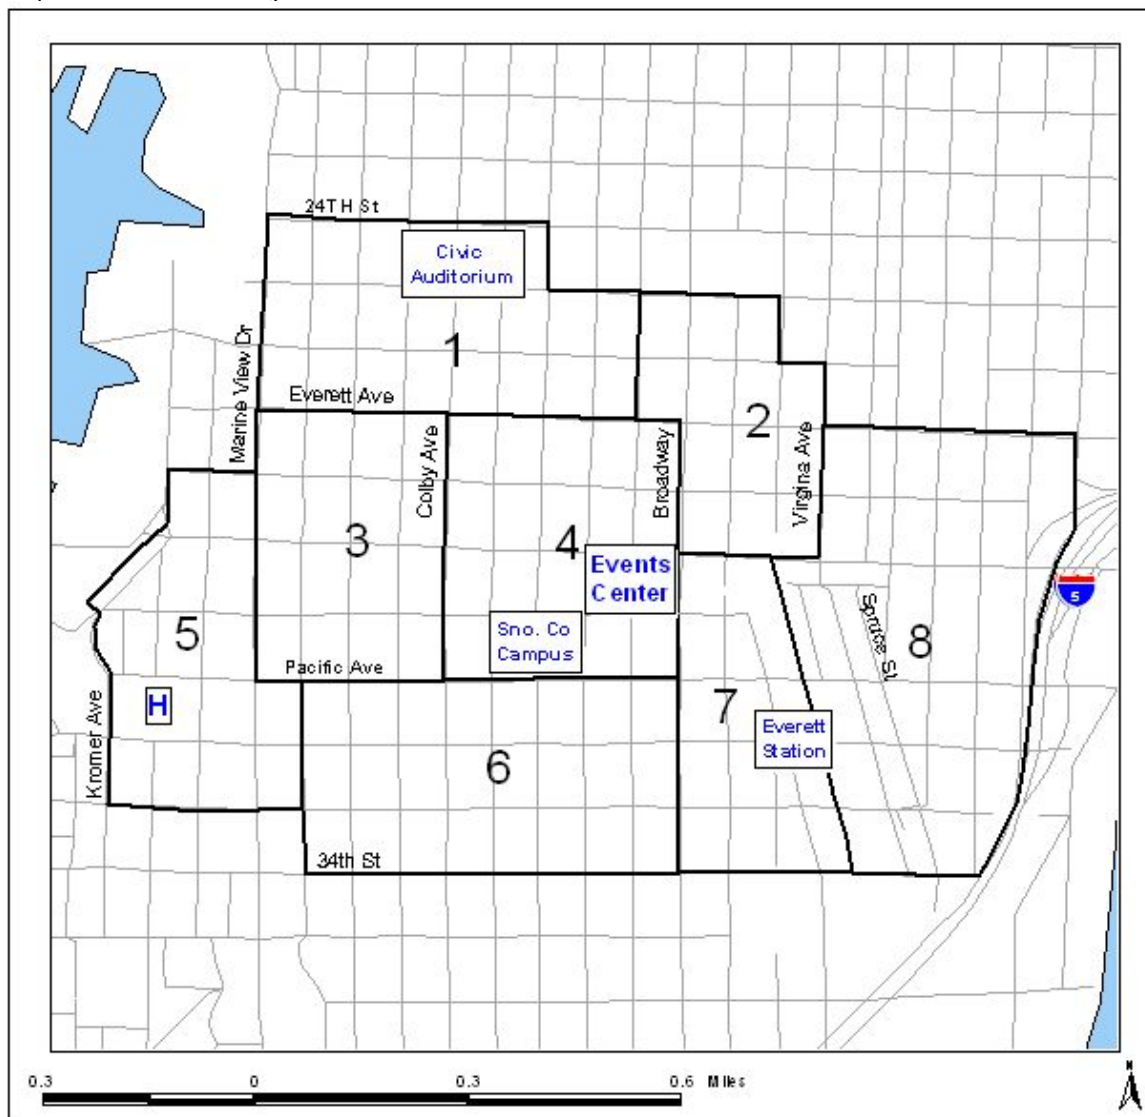 24TH St
Civic
Auditorium
Marine View Dr
1
Everett Ave
2
Colby Ave
Broadway
Virgina Ave
3
4
Events
Center
5
5
Spruce St
8
Sno. Co
Campus
Pacific Ave
H
7
Kromer Ave
Everett
Station
6
34th St
0.3
0
0.3
0.6 Miles
N